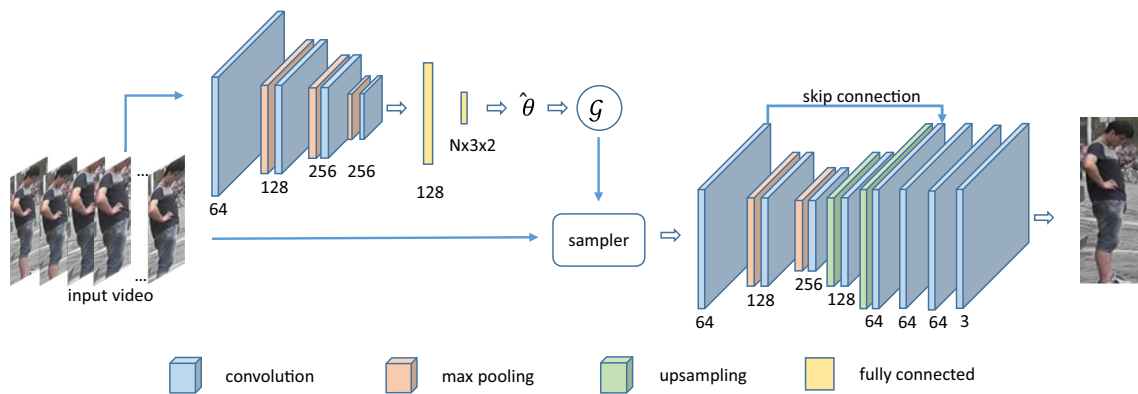 skip connection
θ̂
𝒢
Nx3x2
128
256
256
128
64
...
...
input video
sampler
64
128
256
128
64
64
64
3
convolution
max pooling
upsampling
fully connected